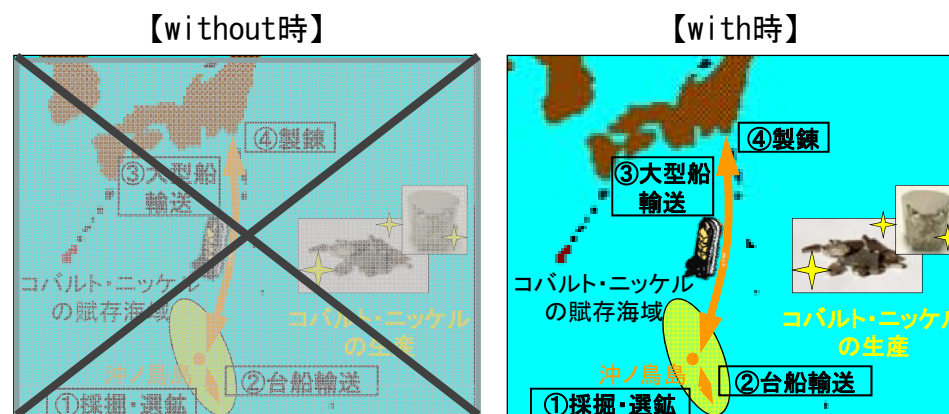 【without時】
④製錬
③大型船
輸送
コバルト・ニッケル
の賦存海域
コバルト・ニッケル
の生産
沖ノ鳥島
②台船輸送
①採掘・選鉱
【with時】
④製錬
③大型船
輸送
コバルト・ニッケル
の賦存海域
コバルト・ニッケル
の生産
沖ノ鳥島
②台船輸送
①採掘・選鉱